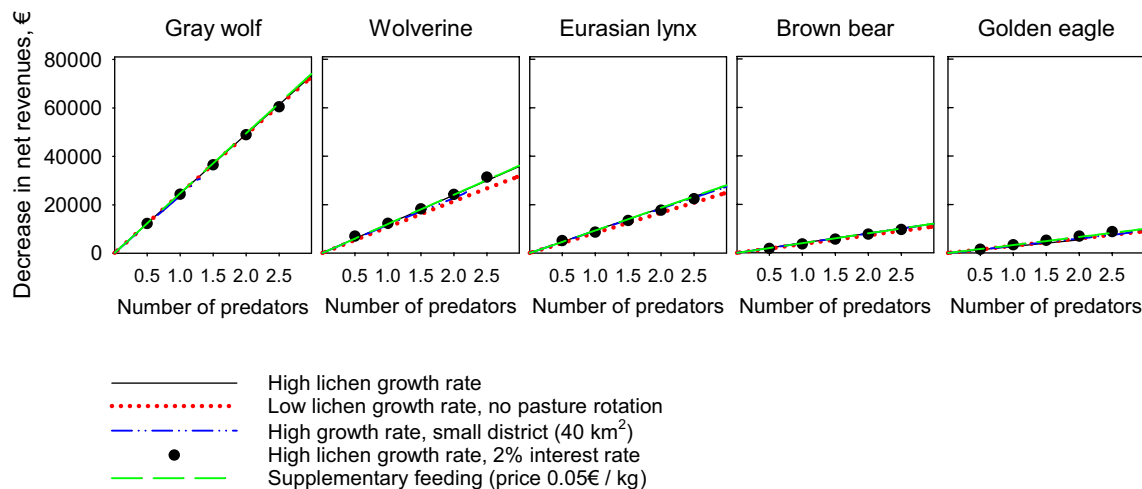 Gray wolf Wolverine Eurasian lynx Brown bear Golden eagle
Decrease in net revenues, €
80000
60000
40000
20000
0
0.5 1.0 1.5 2.0 2.5 0.5 1.0 1.5 2.0 2.5 0.5 1.0 1.5 2.0 2.5 0.5 1.0 1.5 2.0 2.5 0.5 1.0 1.5 2.0 2.5
Number of predators Number of predators Number of predators Number of predators Number of predators
High lichen growth rate
Low lichen growth rate, no pasture rotation
High growth rate, small district (40 km²)
High lichen growth rate, 2% interest rate
Supplementary feeding (price 0.05€ / kg)